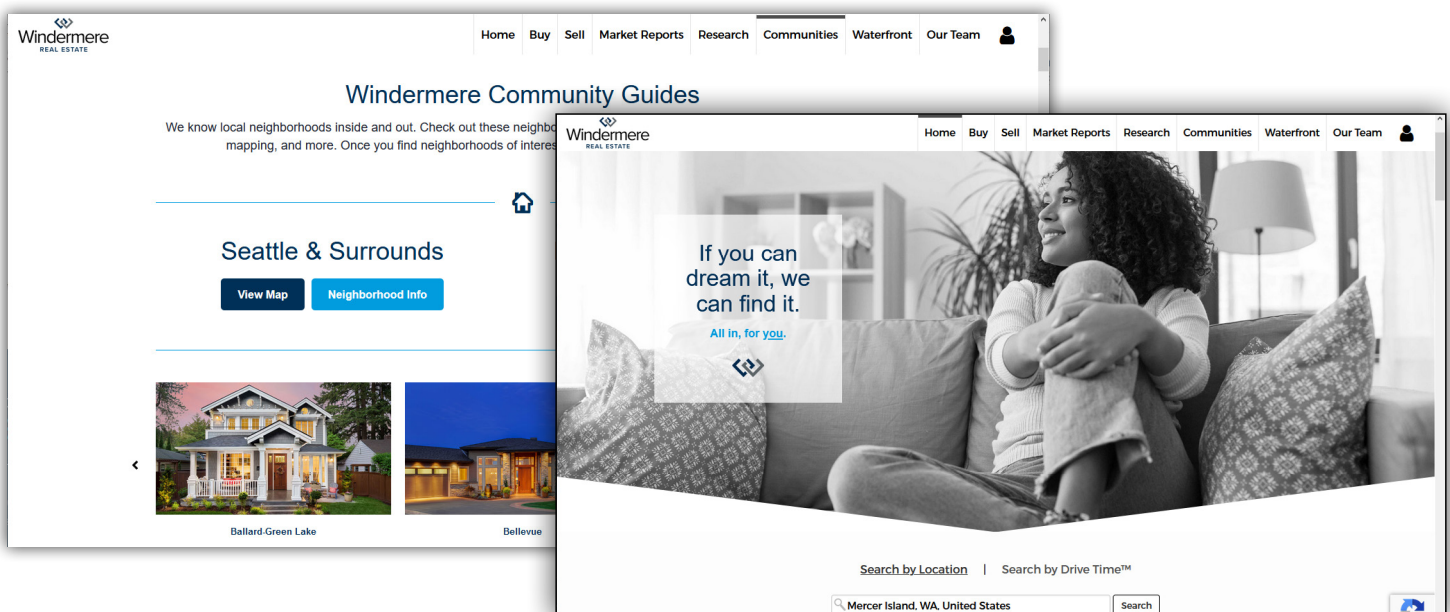 Windermere
REAL ESTATE
Home Buy Sell Market Reports Research Communities Waterfront Our Team
Windermere Community Guides
We know local neighborhoods inside and out. Check out these
mapping, and more. Once you find neighborhoods of
Seattle & Surrounds
View Map Neighborhood Info
Ballard-Green Lake
Bellevue
Windermere
REAL ESTATE
Home Buy Sell Market Reports Research Communities Waterfront Our Team
If you can
dream it, we
can find it.
All in, for you.
Search by Location | Search by Drive Time™
Mercer Island, WA, United States
Search